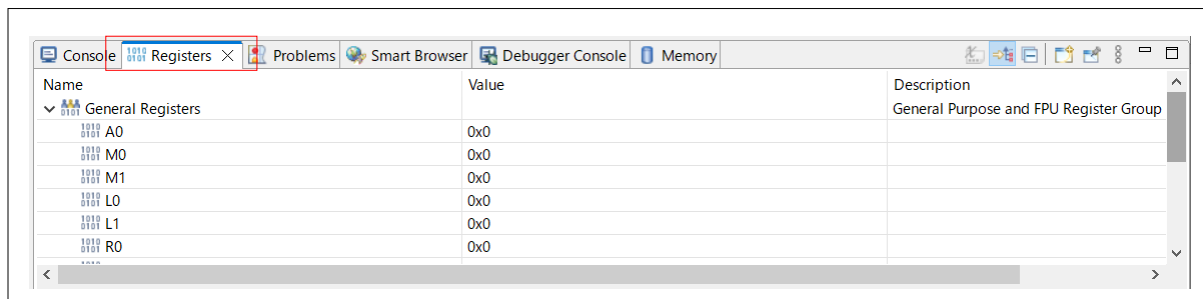 Console Registers Problems Smart Browser Debugger Console Memory
Name Value Description
General Registers General Purpose and FPU Register Group
A0 0x0
M0 0x0
M1 0x0
L0 0x0
L1 0x0
R0 0x0